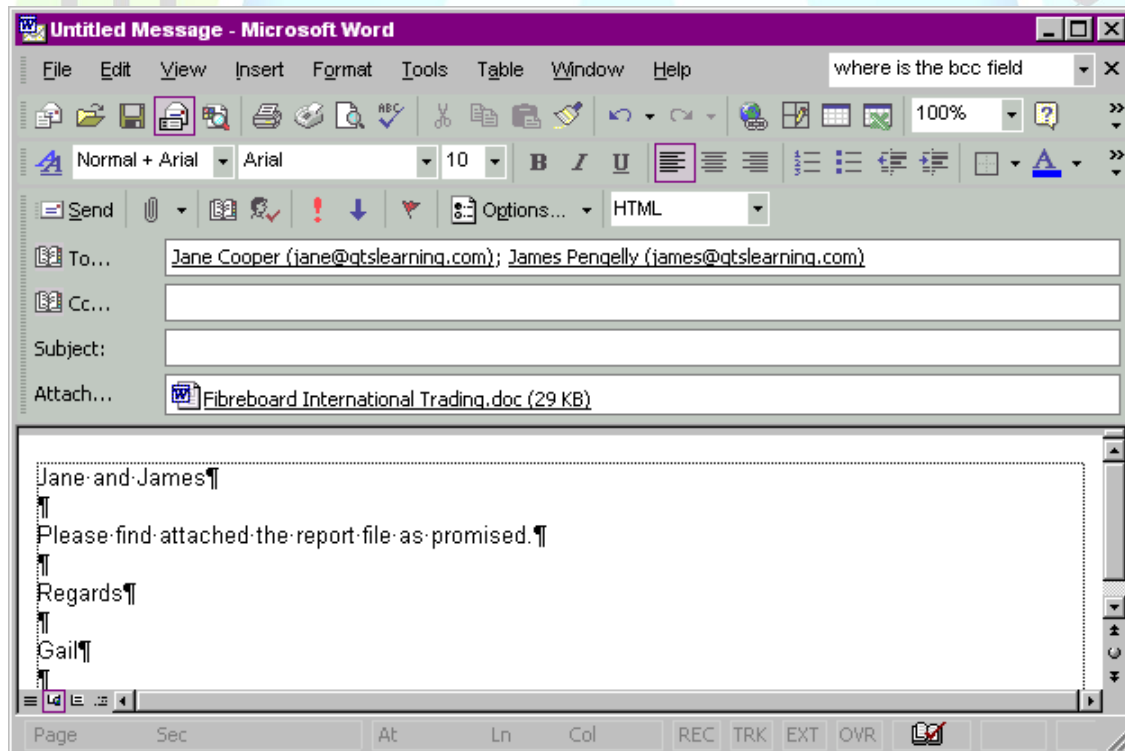 Untitled Message - Microsoft Word
File Edit View Insert Format Tools Table Window Help where is the bcc field
ABC 100%
Normal + Arial Arial 10 B I U A
Send Options... HTML
To... Jane Cooper (jane@qtslearning.com); James Pengelly (james@qtslearning.com)
Cc...
Subject:
Attach... Fibreboard International Trading.doc (29 KB)
Jane·and·James¶
¶
Please·find·attached·the·report·file·as·promised.¶
¶
Regards¶
¶
Gail¶
¶
Page Sec At Ln Col REC TRK EXT OVR